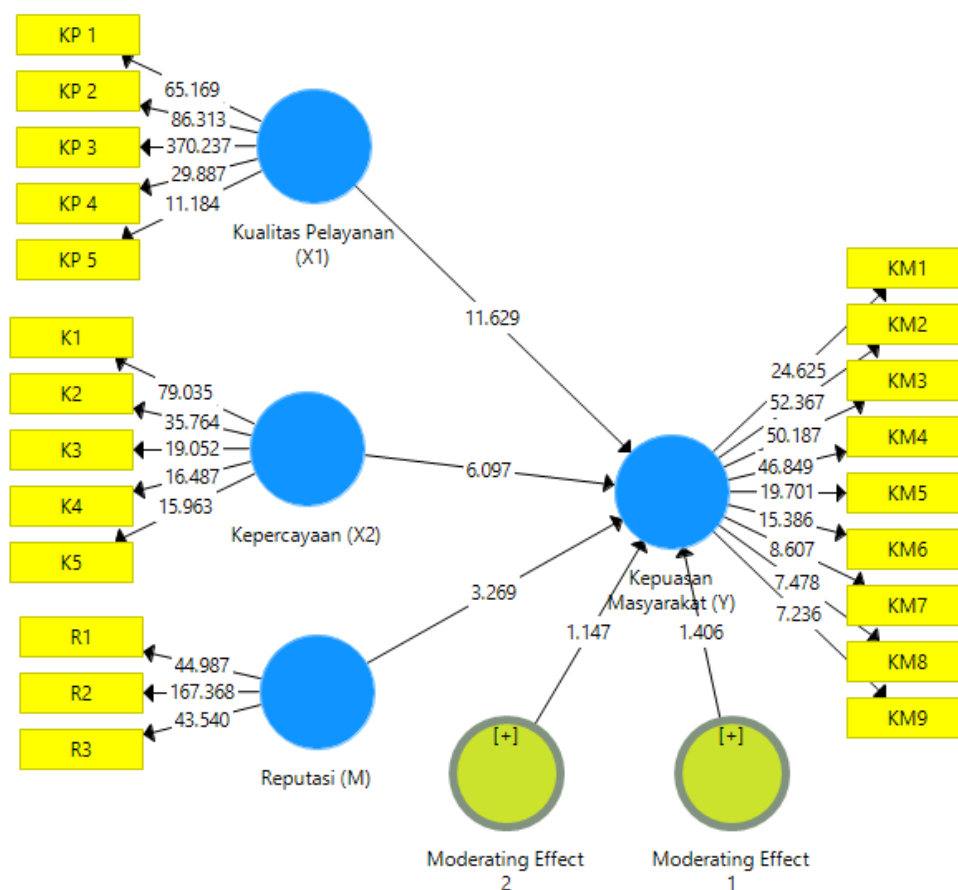 KP 1
KP 2
KP 3
KP 4
KP 5
65.169
86.313
370.237
29.887
11.184
Kualitas Pelayanan
(X1)
11.629
K1
K2
K3
K4
K5
79.035
35.764
19.052
16.487
15.963
Kepercayaan (X2)
6.097
R1
R2
R3
44.987
167.368
43.540
Reputasi (M)
3.269
Kepuasan
Masyarakat (Y)
24.625
52.367
50.187
46.849
19.701
15.386
8.607
7.478
7.236
KM1
KM2
KM3
KM4
KM5
KM6
KM7
KM8
KM9
1.147
1.406
[+]
[+]
Moderating Effect
2
Moderating Effect
1